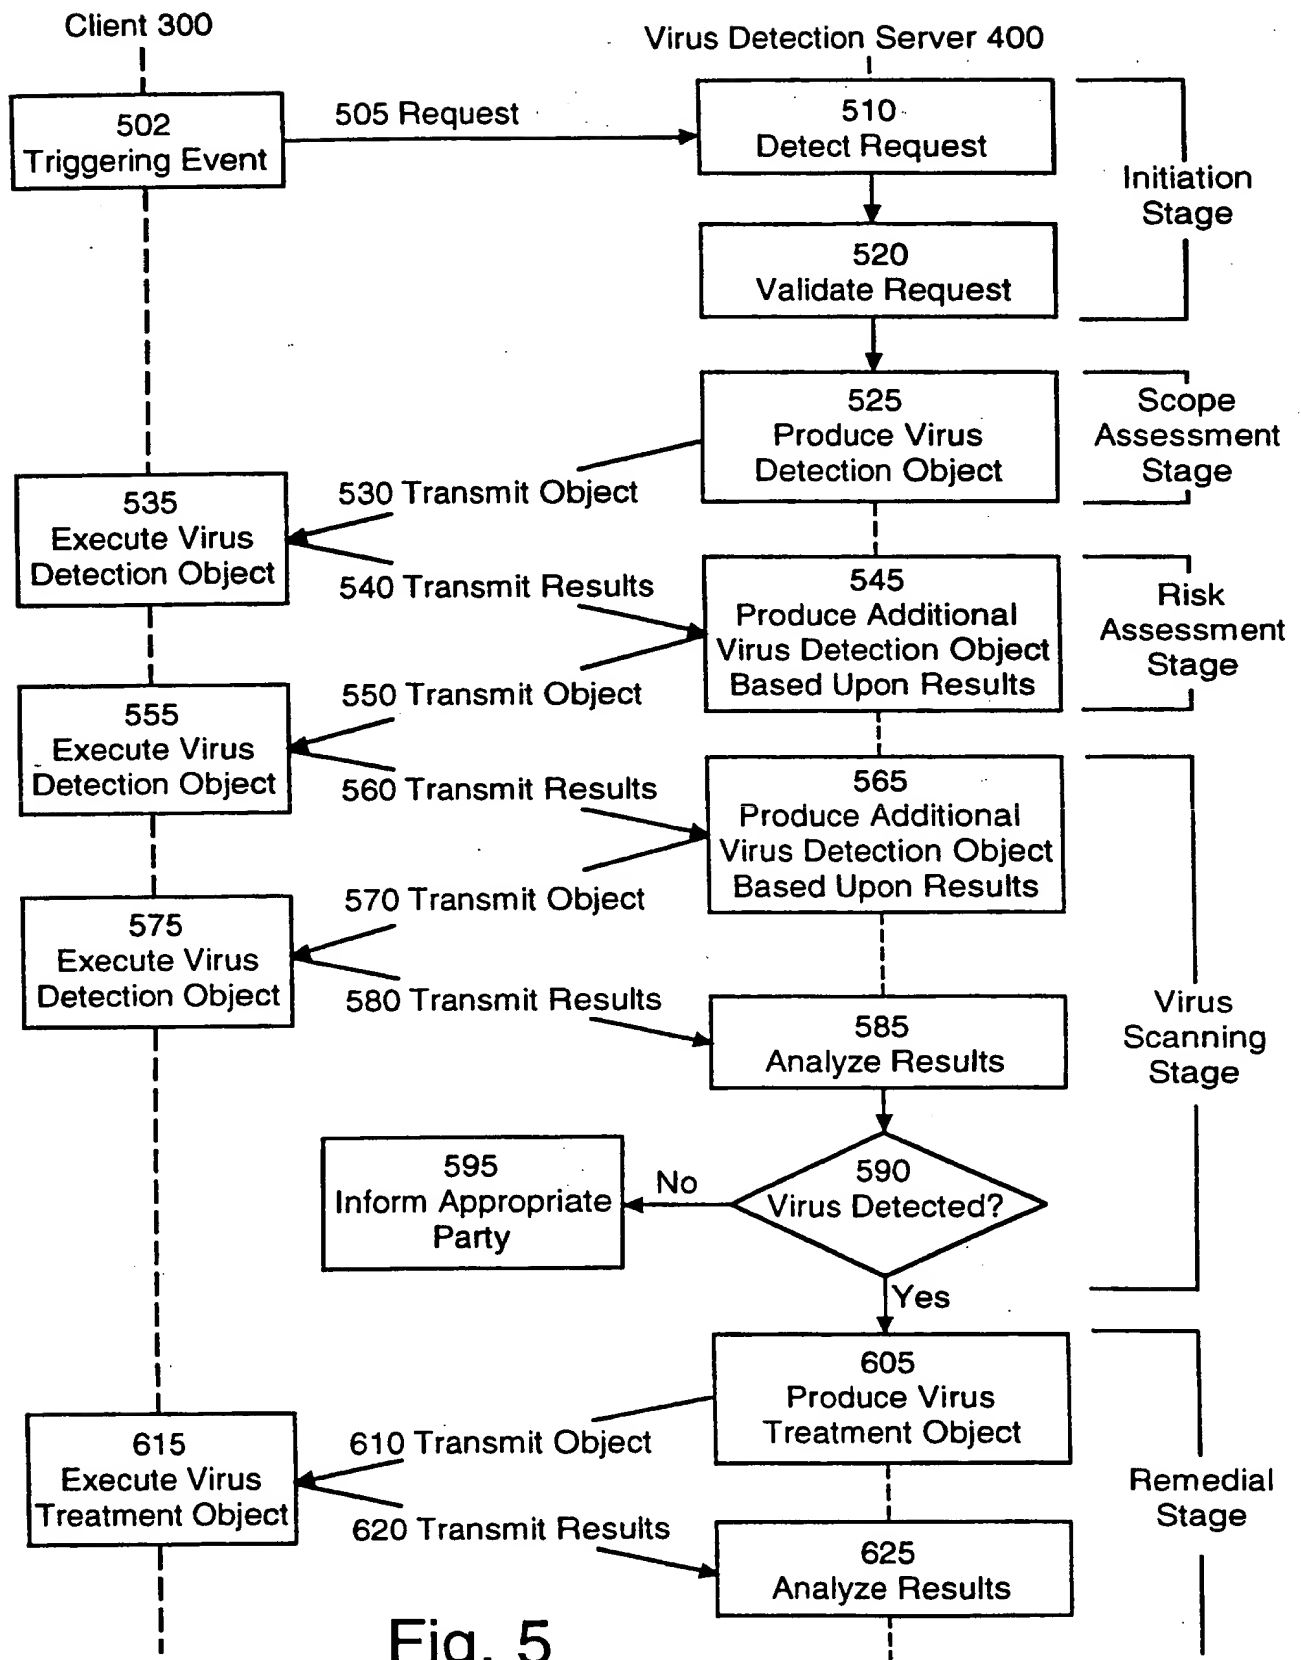 Client 300
Virus Detection Server 400
502
Triggering Event
505 Request
510
Detect Request
Initiation
Stage
520
Validate Request
525
Produce Virus
Detection Object
Scope
Assessment
Stage
530 Transmit Object
535
Execute Virus
Detection Object
540 Transmit Results
545
Produce Additional
Virus Detection Object
Based Upon Results
Risk
Assessment
Stage
550 Transmit Object
555
Execute Virus
Detection Object
560 Transmit Results
565
Produce Additional
Virus Detection Object
Based Upon Results
570 Transmit Object
575
Execute Virus
Detection Object
580 Transmit Results
585
Analyze Results
Virus
Scanning
Stage
590
Virus Detected?
No
595
Inform Appropriate
Party
Yes
605
Produce Virus
Treatment Object
610 Transmit Object
615
Execute Virus
Treatment Object
620 Transmit Results
625
Analyze Results
Remedial
Stage
Fig. 5